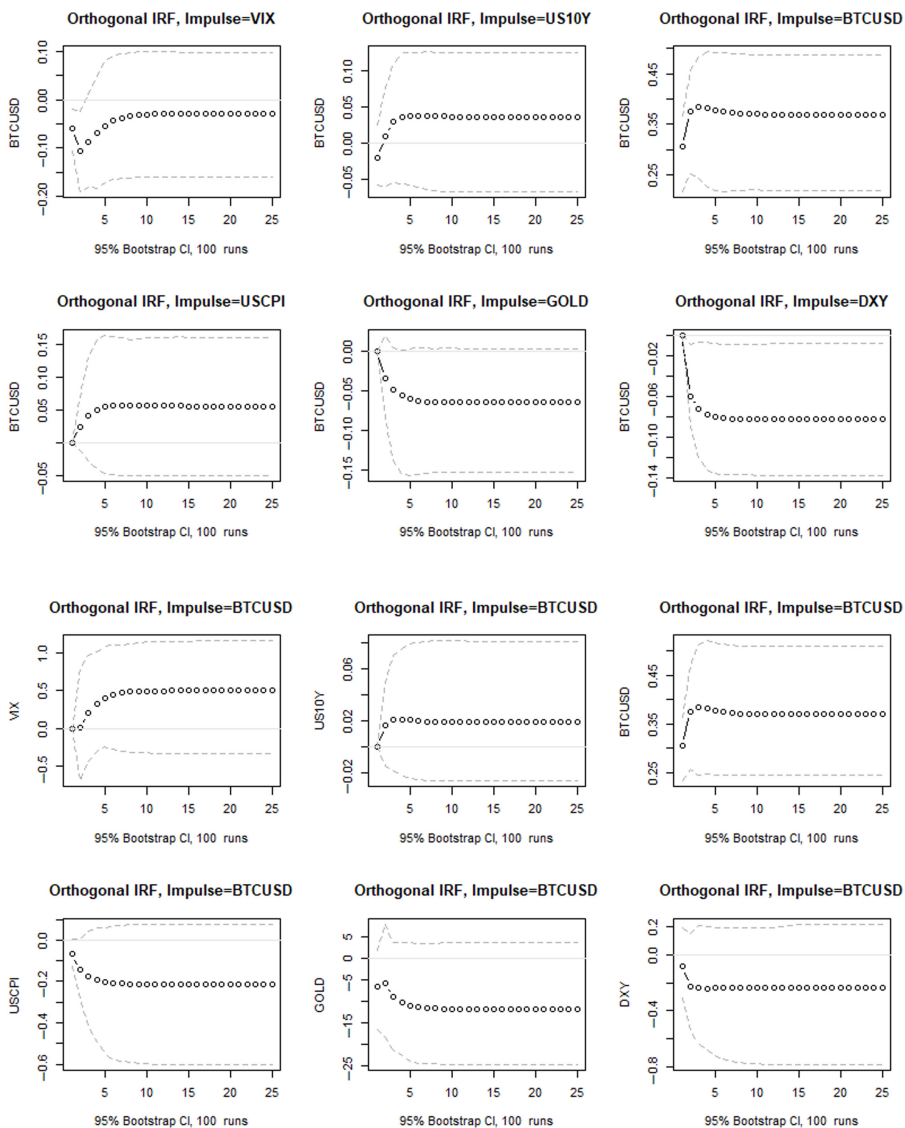 Orthogonal IRF, Impulse=VIX
BTCUSD
0.10
0.00
−0.10
−0.20
5 10 15 20 25
95% Bootstrap CI, 100 runs
Orthogonal IRF, Impulse=US10Y
BTCUSD
0.10
0.05
0.00
−0.05
5 10 15 20 25
95% Bootstrap CI, 100 runs
Orthogonal IRF, Impulse=BTCUSD
BTCUSD
0.45
0.35
0.25
5 10 15 20 25
95% Bootstrap CI, 100 runs
Orthogonal IRF, Impulse=USCPI
BTCUSD
0.15
0.05
−0.05
5 10 15 20 25
95% Bootstrap CI, 100 runs
Orthogonal IRF, Impulse=GOLD
BTCUSD
0.00
−0.05
−0.10
−0.15
5 10 15 20 25
95% Bootstrap CI, 100 runs
Orthogonal IRF, Impulse=DXY
BTCUSD
−0.02
−0.06
−0.10
−0.14
5 10 15 20 25
95% Bootstrap CI, 100 runs
Orthogonal IRF, Impulse=BTCUSD
VIX
1.0
0.5
0.0
−0.5
5 10 15 20 25
95% Bootstrap CI, 100 runs
Orthogonal IRF, Impulse=BTCUSD
US10Y
0.06
0.02
−0.02
5 10 15 20 25
95% Bootstrap CI, 100 runs
Orthogonal IRF, Impulse=BTCUSD
BTCUSD
0.45
0.35
0.25
5 10 15 20 25
95% Bootstrap CI, 100 runs
Orthogonal IRF, Impulse=BTCUSD
USCPI
0.0
−0.2
−0.4
−0.6
5 10 15 20 25
95% Bootstrap CI, 100 runs
Orthogonal IRF, Impulse=BTCUSD
GOLD
5
0
−5
−15
−25
5 10 15 20 25
95% Bootstrap CI, 100 runs
Orthogonal IRF, Impulse=BTCUSD
DXY
0.2
0.0
−0.4
−0.8
5 10 15 20 25
95% Bootstrap CI, 100 runs